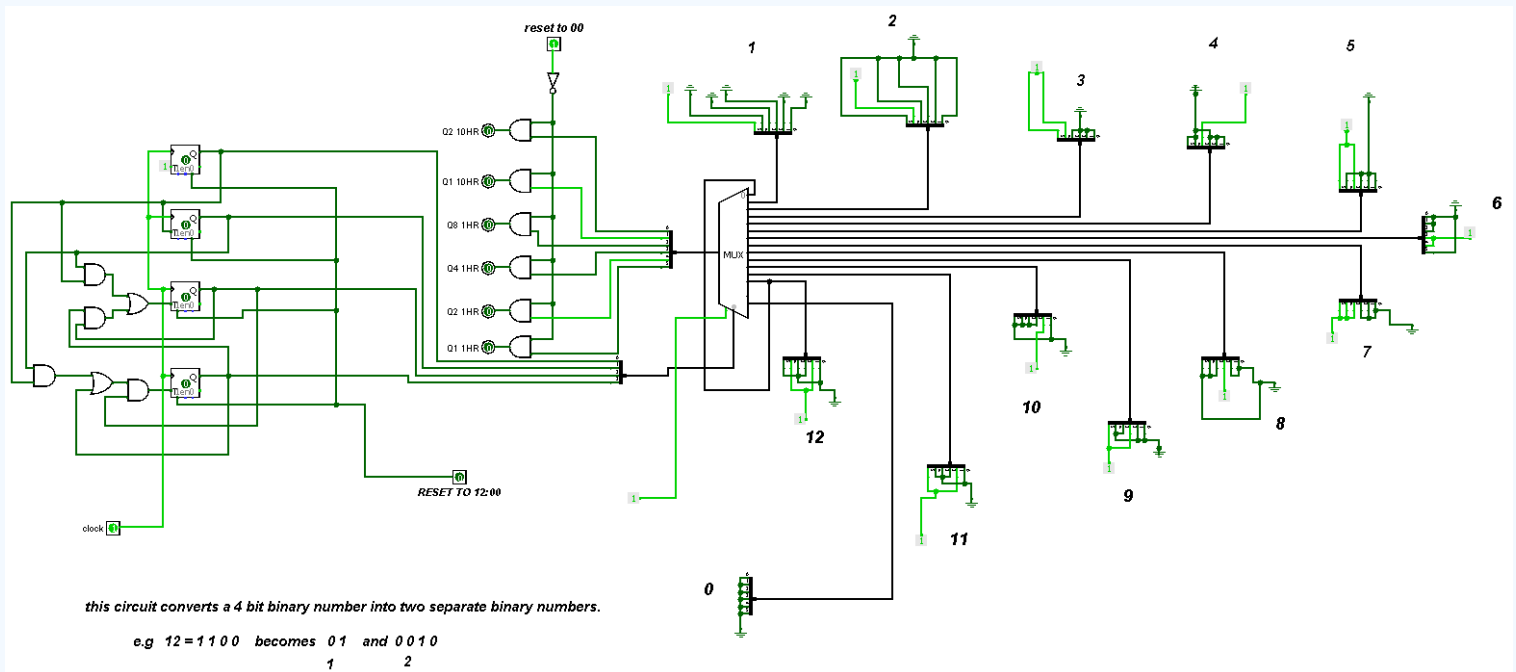 reset to 00
1
2
3
4
5
6
7
8
9
10
11
12
0
Q2 10HR
Q1 10HR
Q8 1HR
Q4 1HR
Q2 1HR
Q1 1HR
MUX
RESET TO 12:00
clock
this circuit converts a 4 bit binary number into two separate binary numbers.
e.g 12 = 1 1 0 0 becomes 0 1 and 0 0 1 0
1 2